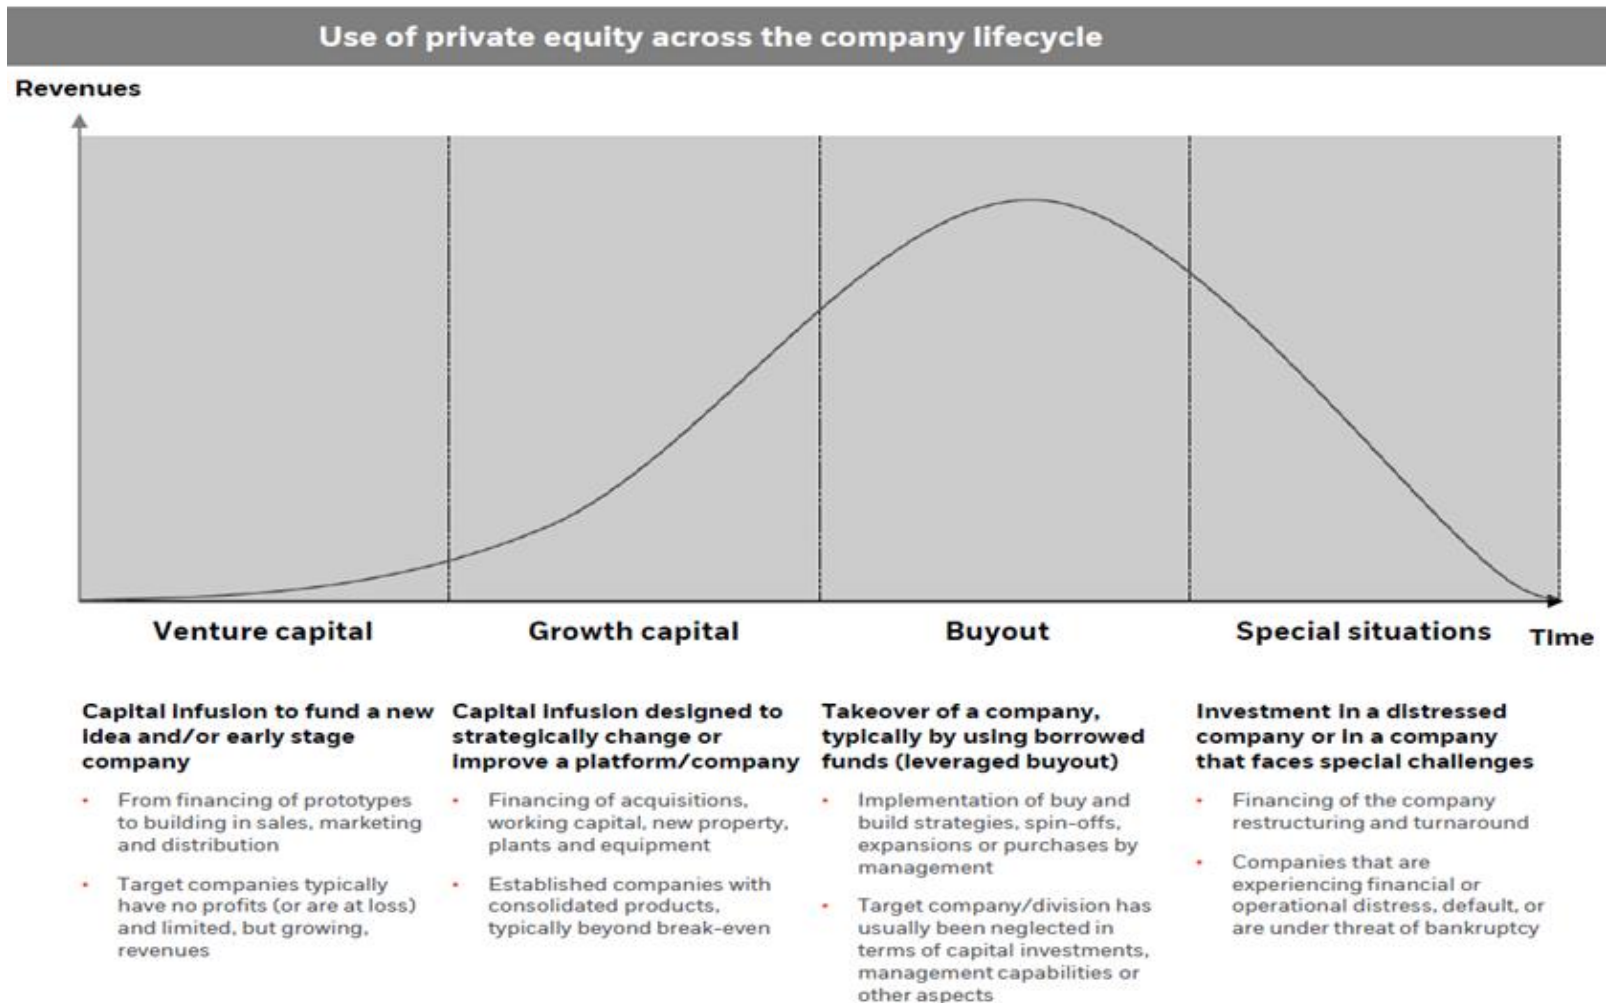 Use of private equity across the company lifecycle
Revenues
Venture capital
Growth capital
Buyout
Special situations
Time
Capital infusion to fund a new
idea and/or early stage
company
• From financing of prototypes
to building in sales, marketing
and distribution
• Target companies typically
have no profits (or are at loss)
and limited, but growing,
revenues
Capital infusion designed to
strategically change or
improve a platform/company
• Financing of acquisitions,
working capital, new property,
plants and equipment
• Established companies with
consolidated products,
typically beyond break-even
Takeover of a company,
typically by using borrowed
funds (leveraged buyout)
• Implementation of buy and
build strategies, spin-offs,
expansions or purchases by
management
• Target company/division has
usually been neglected in
terms of capital investments,
management capabilities or
other aspects
Investment in a distressed
company or in a company
that faces special challenges
• Financing of the company
restructuring and turnaround
• Companies that are
experiencing financial or
operational distress, default, or
are under threat of bankruptcy